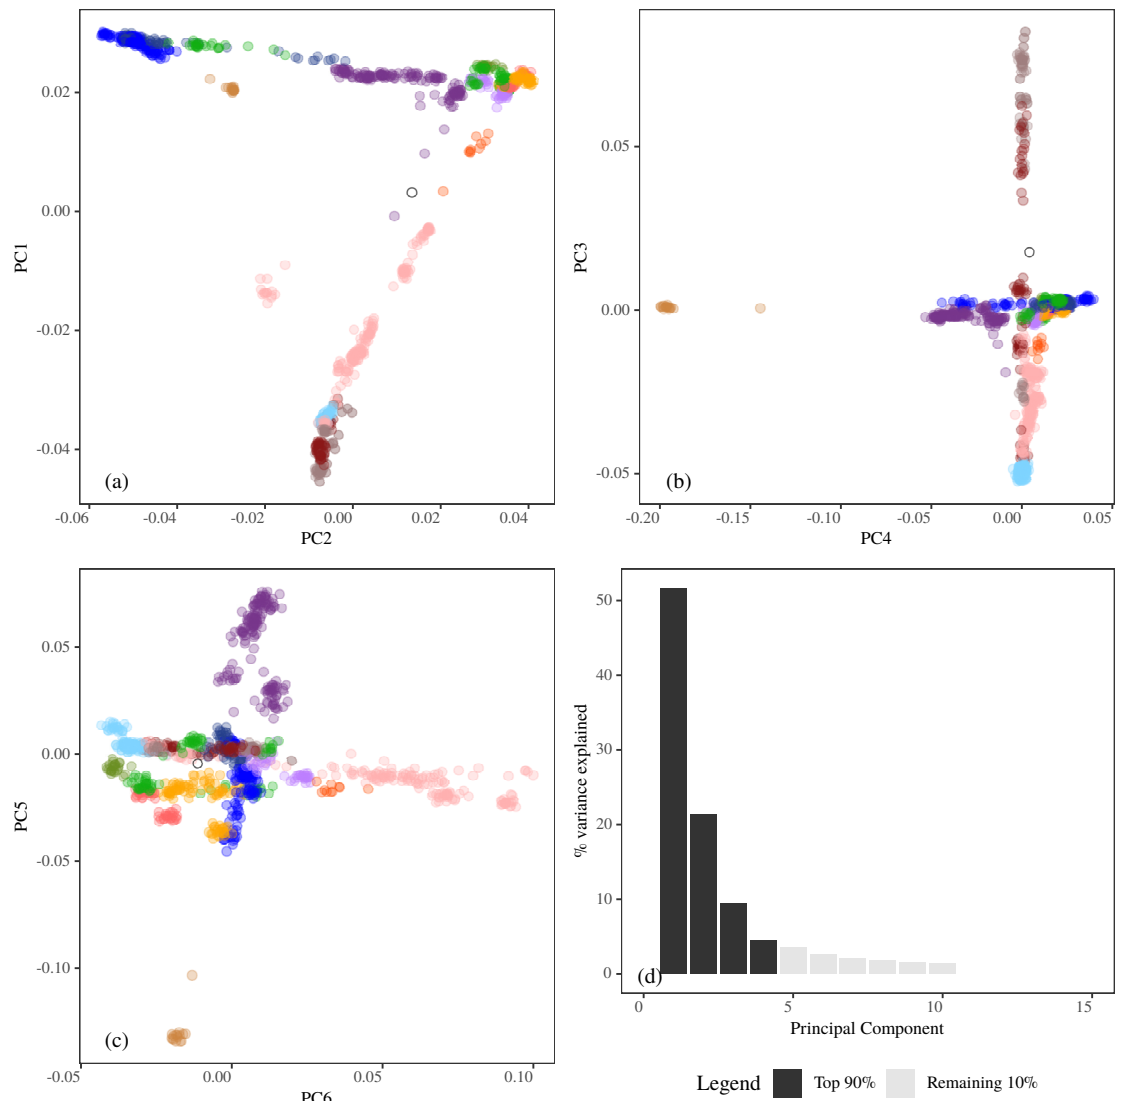 PC1
0.02
0.00
-0.02
-0.04
(a)
-0.06
-0.04
-0.02
0.00
0.02
0.04
PC2
PC3
0.05
0.00
-0.05
(b)
-0.20
-0.15
-0.10
-0.05
0.00
0.05
PC4
PC5
0.05
0.00
-0.05
-0.10
(c)
-0.05
0.00
0.05
0.10
PC6
% variance explained
50
40
30
20
10
0
(d)
0
5
10
15
Principal Component
Legend
Top 90%
Remaining 10%